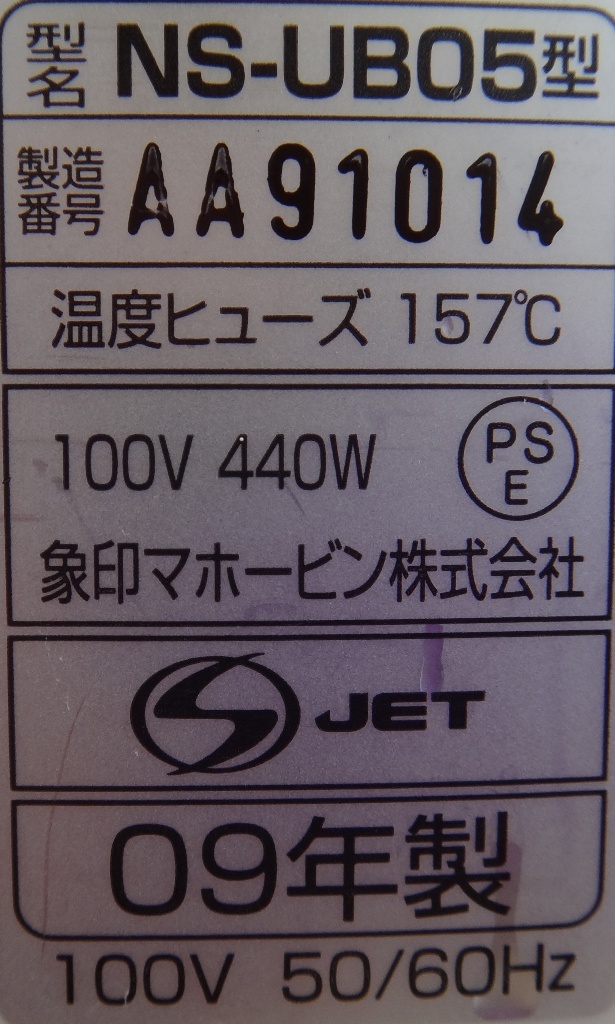 型名 NS-UB05型
製造番号 AA91014
温度ヒューズ 157℃
100V 440W
PS
E
象印マホービン株式会社
S JET
09年製
100V 50/60Hz